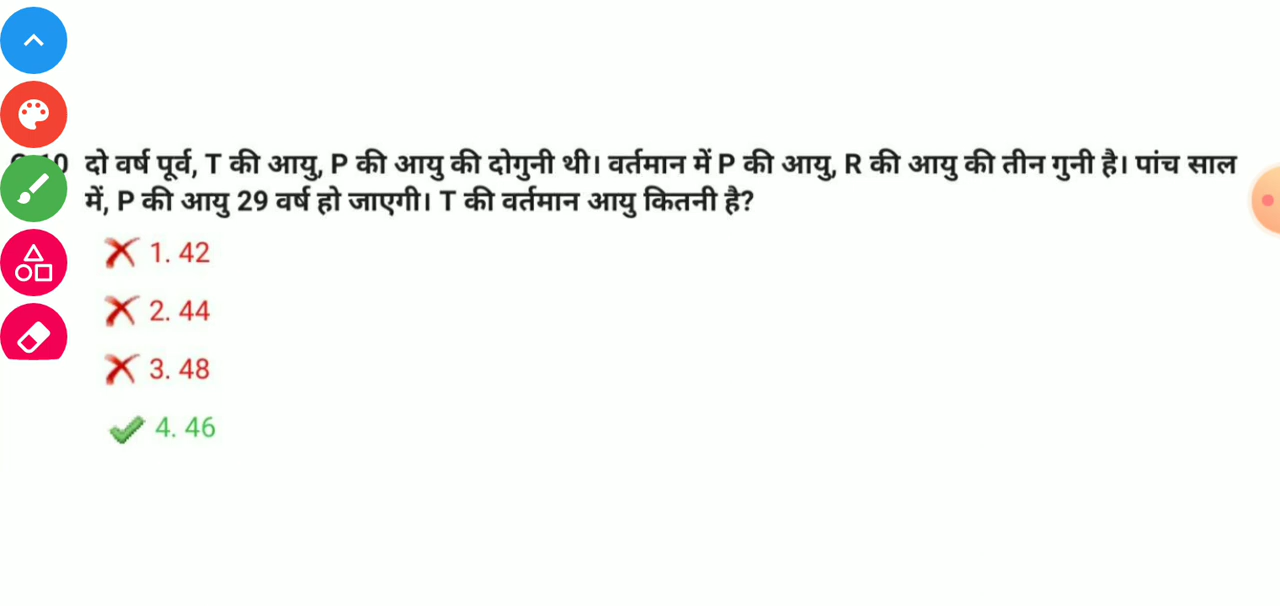 दो वर्ष पूर्व, T की आयु, P की आयु की दोगुनी थी। वर्तमान में P की आयु, R की आयु की तीन गुनी है। पांच साल
में, P की आयु 29 वर्ष हो जाएगी। T की वर्तमान आयु कितनी है?
1. 42
2. 44
3. 48
4. 46